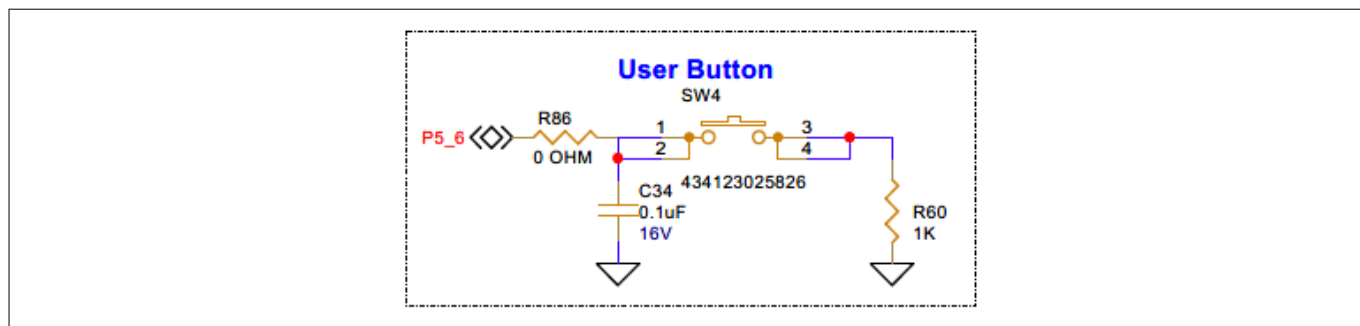 User Button
SW4
R86
P5_6
0 OHM
1
2
3
4
434123025826
C34
0.1uF
16V
R60
1K